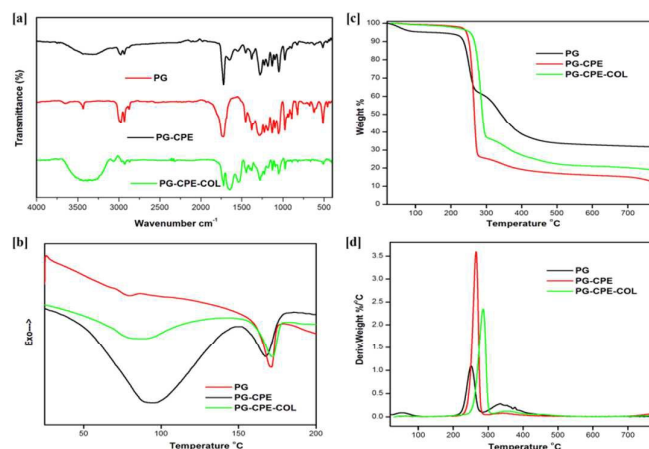 [a]
Transmittance (%)
PG
PG-CPE
PG-CPE-COL
4000 3500 3000 2500 2000 1500 1000 500
Wavenumber cm⁻¹
[b]
Exo--->
PG
PG-CPE
PG-CPE-COL
50 100 150 200
Temperature °C
[c]
Weight %
100
90
80
70
60
50
40
30
20
10
0
PG
PG-CPE
PG-CPE-COL
100 200 300 400 500 600 700
Temperature °C
[d]
Deriv.Weight %/°C
3.5
3.0
2.5
2.0
1.5
1.0
0.5
0.0
PG
PG-CPE
PG-CPE-COL
100 200 300 400 500 600 700
Temperature °C